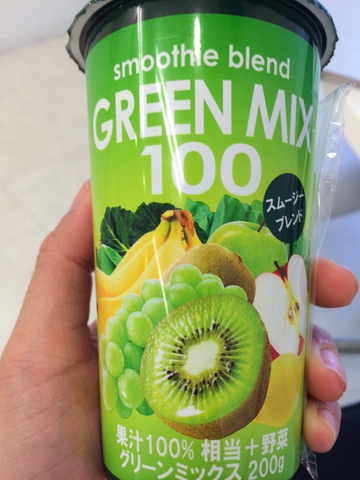 smoothie blend
GREEN MIX
100
スムージー
ブレンド
果汁100% 相当+野菜
グリーンミックス 200g